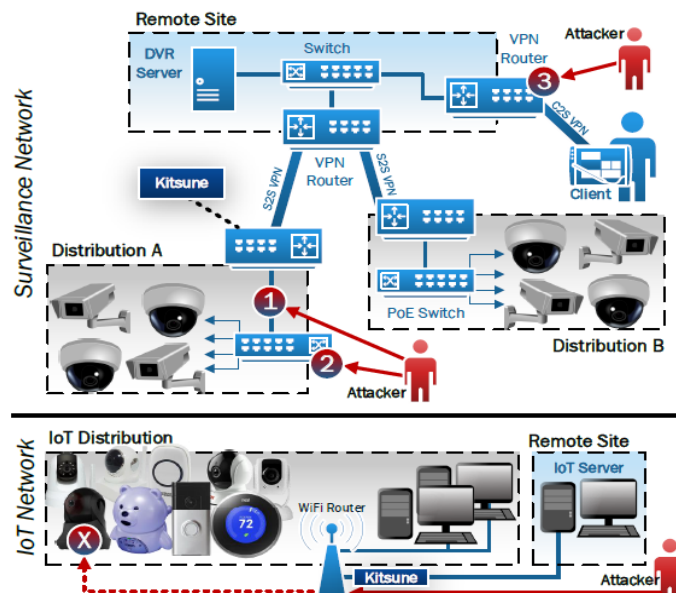 Surveillance Network
Remote Site
DVR
Server
Switch
VPN
Router
Attacker
3
C2S VPN
Client
VPN
Router
S2S VPN
S2S VPN
Kitsune
Distribution A
1
2
Attacker
PoE Switch
Distribution B
IoT Network
IoT Distribution
72
X
WiFi Router
Kitsune
Remote Site
IoT Server
Attacker